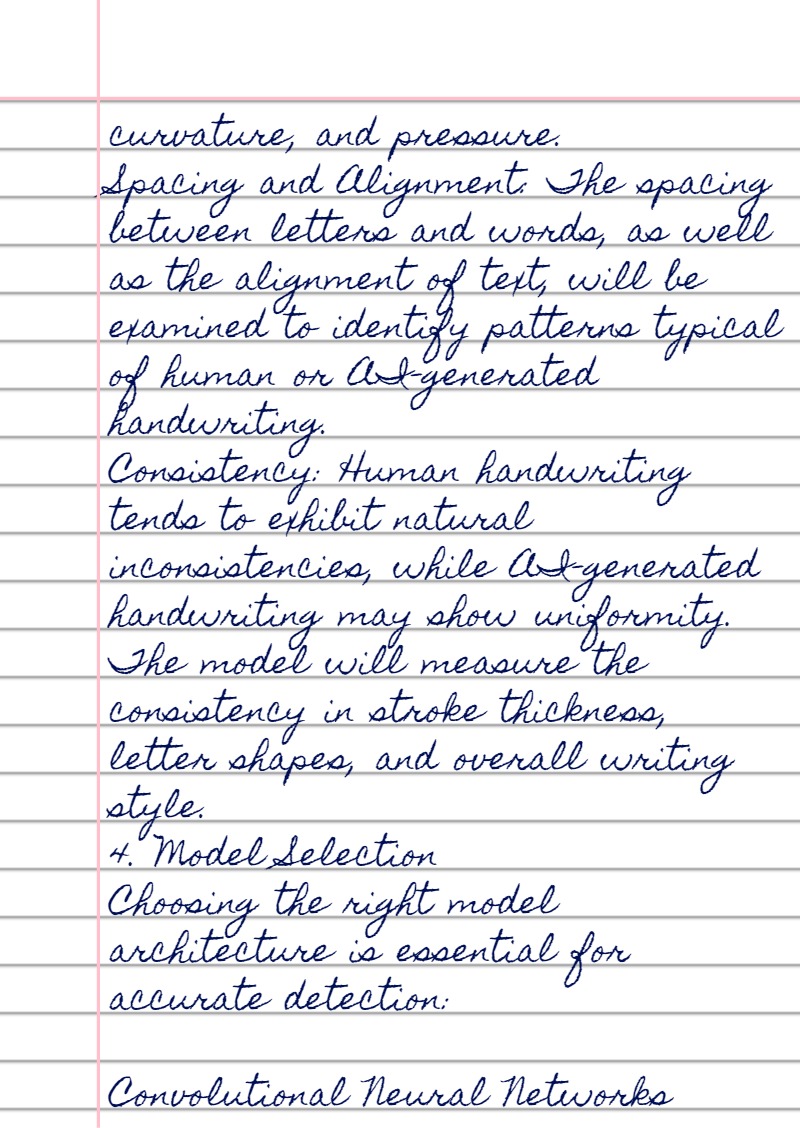 curvature, and pressure.
Spacing and Alignment: The spacing
between letters and words, as well
as the alignment of text, will be
examined to identify patterns typical
of human or AI-generated
handwriting.
Consistency: Human handwriting
tends to exhibit natural
inconsistencies, while AI-generated
handwriting may show uniformity.
The model will measure the
consistency in stroke thickness,
letter shapes, and overall writing
style.
4. Model Selection
Choosing the right model
architecture is essential for
accurate detection:
Convolutional Neural Networks